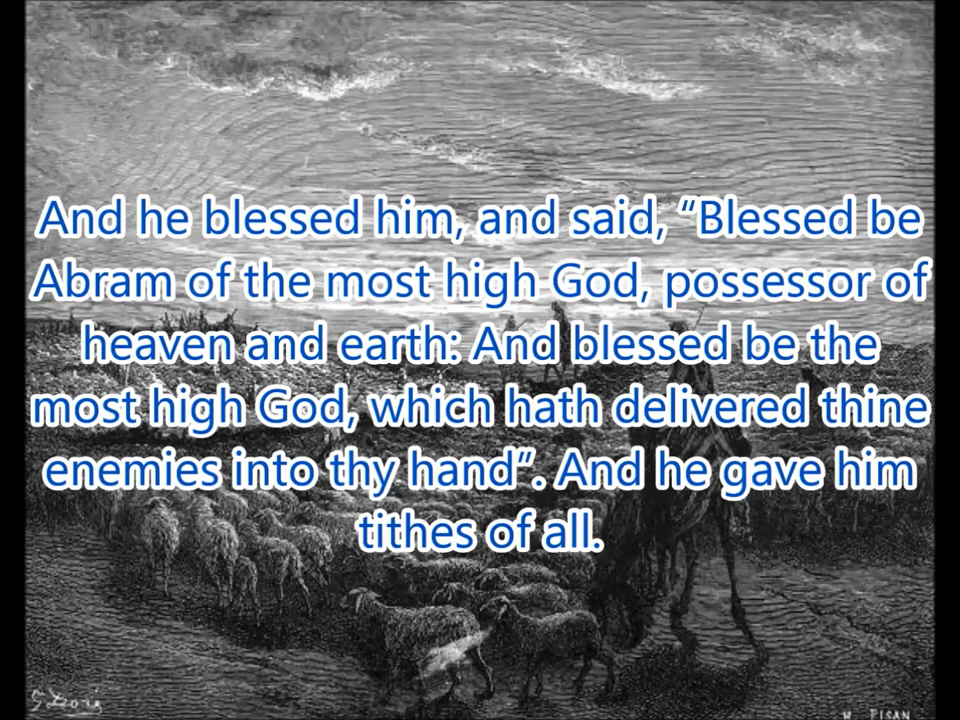 And he blessed him, and said, “Blessed be
Abram of the most high God, possessor of
heaven and earth: And blessed be the
most high God, which hath delivered thine
enemies into thy hand”. And he gave him
tithes of all.
G Doré
H. PISAN